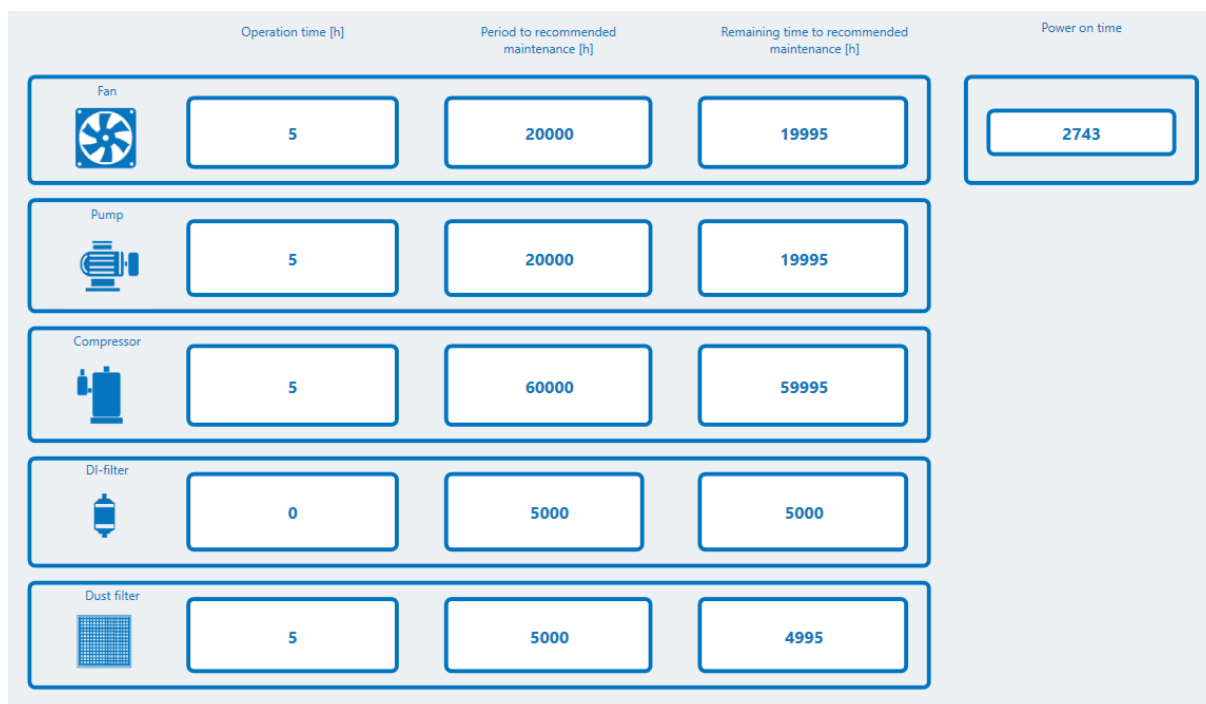 Operation time [h]
Period to recommended
maintenance [h]
Remaining time to recommended
maintenance [h]
Power on time
Fan
5
20000
19995
2743
Pump
5
20000
19995
Compressor
5
60000
59995
DI-filter
0
5000
5000
Dust filter
5
5000
4995